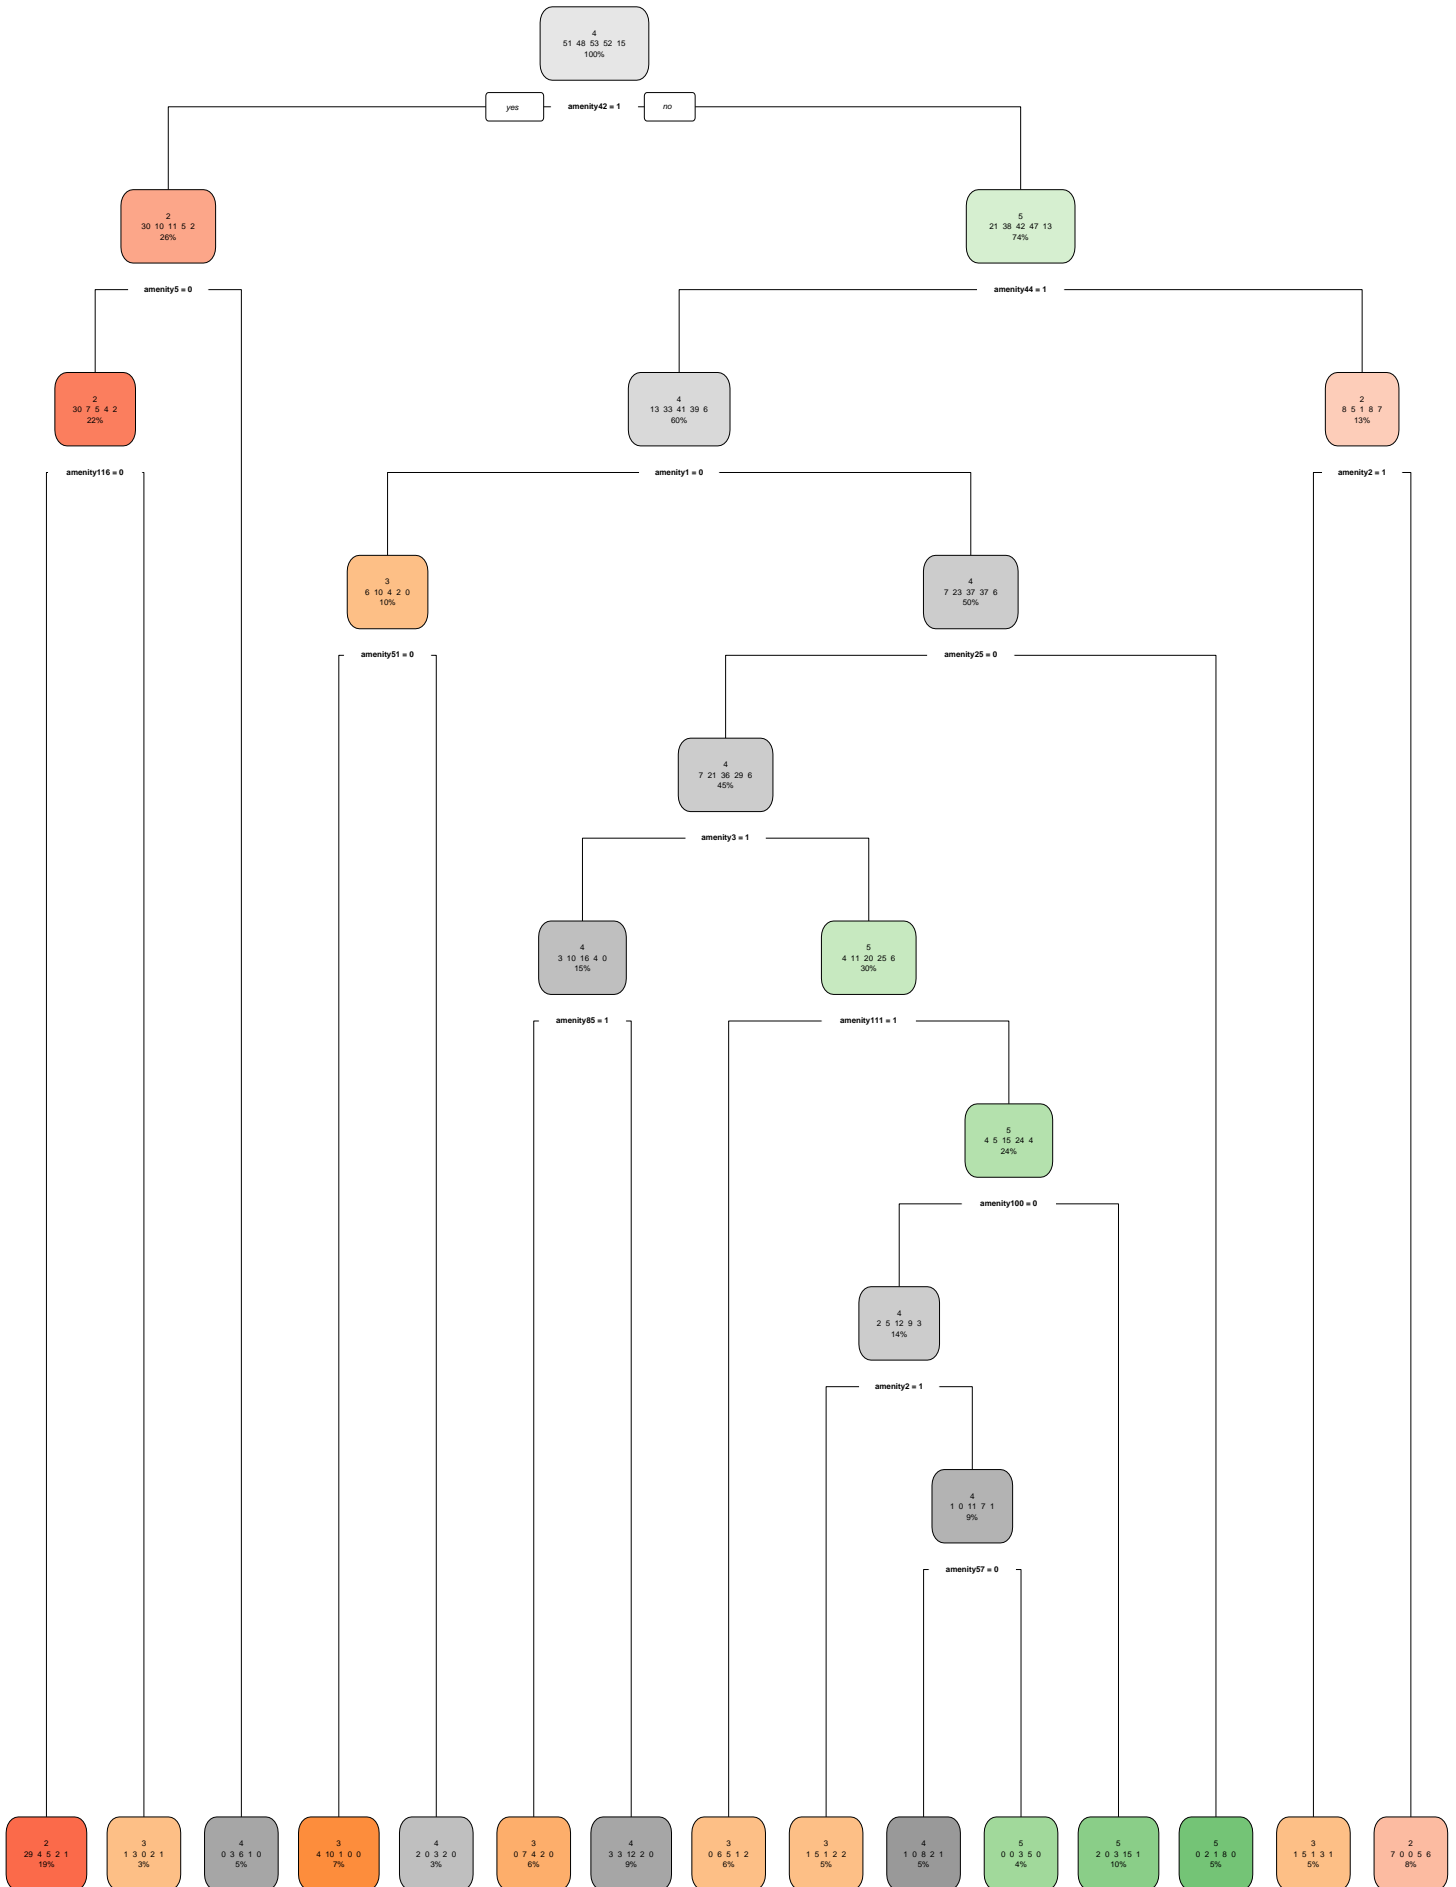 4
51 48 53 52 15
100%
yes
amenity42 = 1
no
2
30 10 11 5 2
26%
5
21 38 42 47 13
74%
amenity5 = 0
amenity44 = 1
2
30 7 5 4 2
22%
4
13 33 41 39 6
60%
2
8 5 1 8 7
13%
amenity116 = 0
amenity1 = 0
amenity2 = 1
3
6 10 4 2 0
10%
4
7 23 37 37 6
50%
amenity51 = 0
amenity25 = 0
4
7 21 36 29 6
45%
amenity3 = 1
4
3 10 16 4 0
15%
5
4 11 20 25 6
30%
amenity85 = 1
amenity111 = 1
5
4 5 15 24 4
24%
amenity100 = 0
4
2 5 12 9 3
14%
amenity2 = 1
4
1 0 11 7 1
9%
amenity57 = 0
2
29 4 5 2 1
19%
3
1 3 0 2 1
3%
4
0 3 6 1 0
5%
3
4 10 1 0 0
7%
4
2 0 3 2 0
3%
3
0 7 4 2 0
6%
4
3 3 12 2 0
9%
3
0 6 5 1 2
6%
3
1 5 1 2 2
5%
4
1 0 8 2 1
5%
5
0 0 3 5 0
4%
5
2 0 3 15 1
10%
5
0 2 1 8 0
5%
3
1 5 1 3 1
5%
2
7 0 0 5 6
8%